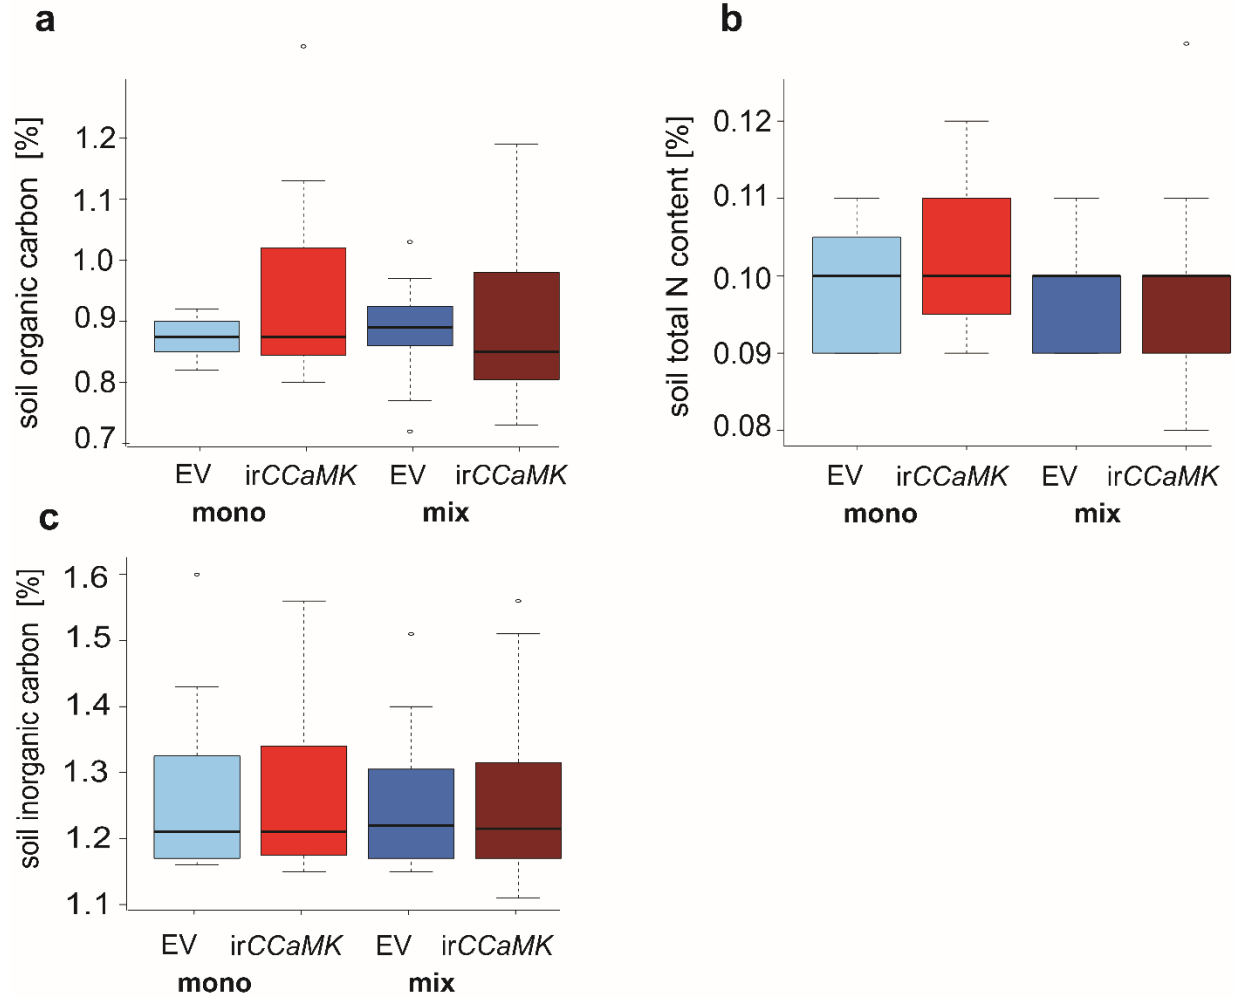 a
soil organic carbon [%]
1.2
1.1
1.0
0.9
0.8
0.7
EV irCCaMK EV irCCaMK
mono mix
b
soil total N content [%]
0.12
0.11
0.10
0.09
0.08
EV irCCaMK EV irCCaMK
mono mix
c
soil inorganic carbon [%]
1.6
1.5
1.4
1.3
1.2
1.1
EV irCCaMK EV irCCaMK
mono mix